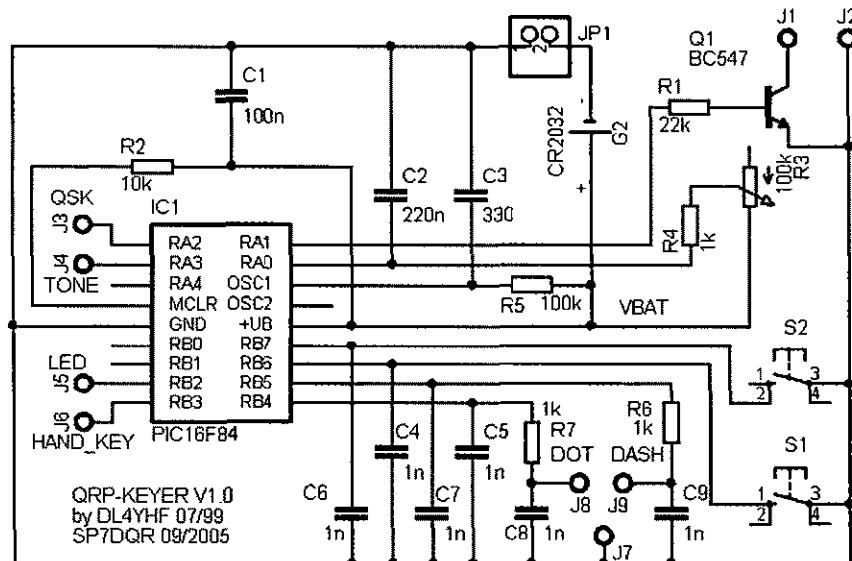 JP1
2
Q1
BC547
J1
J2
C1
100n
R1
22k
R2
10k
CR2032
G2
+
100k
R3
QSK
J3
IC1
C2
220n
C3
330
R4
1k
J4
TONE
RA2
RA3
RA4
MCLR
GND
RB0
RB1
RB2
RB3
RA1
RA0
OSC1
OSC2
+UB
RB7
RB6
RB5
RB4
R5
100k
VBAT
S2
1
2
3
4
LED
J5
J6
HAND_KEY
PIC16F84
C4
1n
C5
1n
1k
R7
DOT
R6
1k
DASH
S1
1
2
3
4
QRP-KEYER V1.0
by DL4YHF 07/99
SP7DQR 09/2005
C6
1n
C7
1n
J8
J9
C8
1n
C9
1n
J7